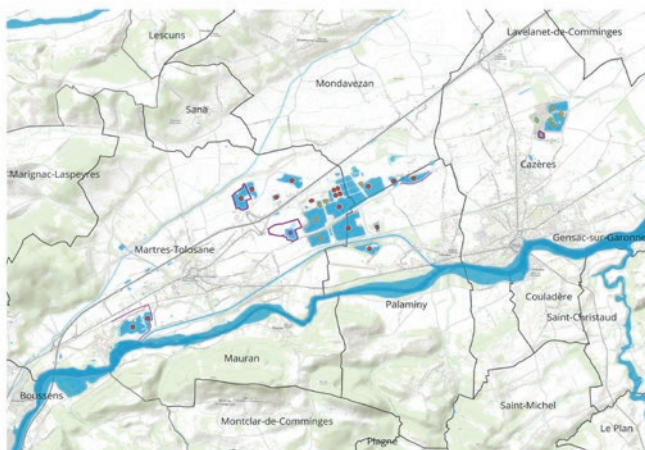 Lescuns
Lavelanet-de-Comminges
Mondavezan
Sana
Marignac-Laspeyres
Cazères
Martres-Tolosane
Gensac-sur-Garonne
Palaminy
Couladère
Saint-Christaud
Mauran
Boussens
Saint-Michel
Montclar-de-Comminges
Le Plan
Plagne